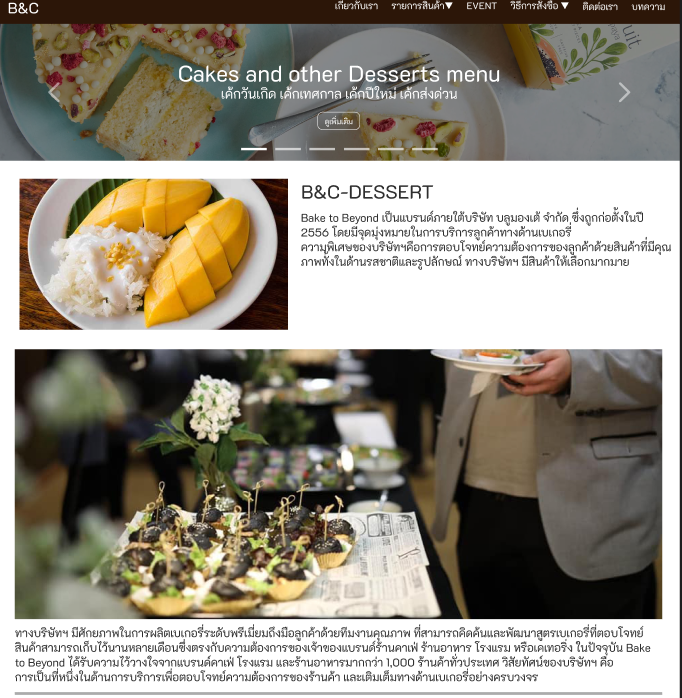 B&C
เกี่ยวกับเรา รายการสินค้า▼ EVENT วิธีการสั่งซื้อ ▼ ติดต่อเรา บทความ
Cakes and other Desserts menu
เค้กวันเกิด เค้กเทศกาล เค้กปีใหม่ เค้กส่งด่วน
ดูเพิ่มเติม
B&C-DESSERT
Bake to Beyond เป็นแบรนด์ภายใต้บริษัท บลูมองเต้ จำกัด ซึ่งถูกก่อตั้งในปี
2556 โดยมีจุดมุ่งหมายในการบริการลูกค้าทางด้านเบเกอรี่
ความพิเศษของบริษัทฯคือการตอบโจทย์ความต้องการของลูกค้าด้วยสินค้าที่มีคุณ
ภาพทั้งในด้านรสชาติและรูปลักษณ์ ทางบริษัทฯ มีสินค้าให้เลือกมากมาย
ทางบริษัทฯ มีศักยภาพในการผลิตเบเกอรี่ระดับพรีเมี่ยมถึงมือลูกค้าด้วยทีมงานคุณภาพ ที่สามารถคิดค้นและพัฒนาสูตรเบเกอรี่ที่ตอบโจทย์
สินค้าสามารถเก็บไว้นานหลายเดือนซึ่งตรงกับความต้องการของเจ้าของแบรนด์ร้านคาเฟ่ ร้านอาหาร โรงแรม หรือเคเทอริ่ง ในปัจจุบัน Bake
to Beyond ได้รับความไว้วางใจจากแบรนด์คาเฟ่ โรงแรม และร้านอาหารมากกว่า 1,000 ร้านค้าทั่วประเทศ วิสัยทัศน์ของบริษัทฯ คือ
การเป็นที่หนึ่งในด้านการบริการเพื่อตอบโจทย์ความต้องการของร้านค้า และเติมเต็มทางด้านเบเกอรี่อย่างครบวงจร